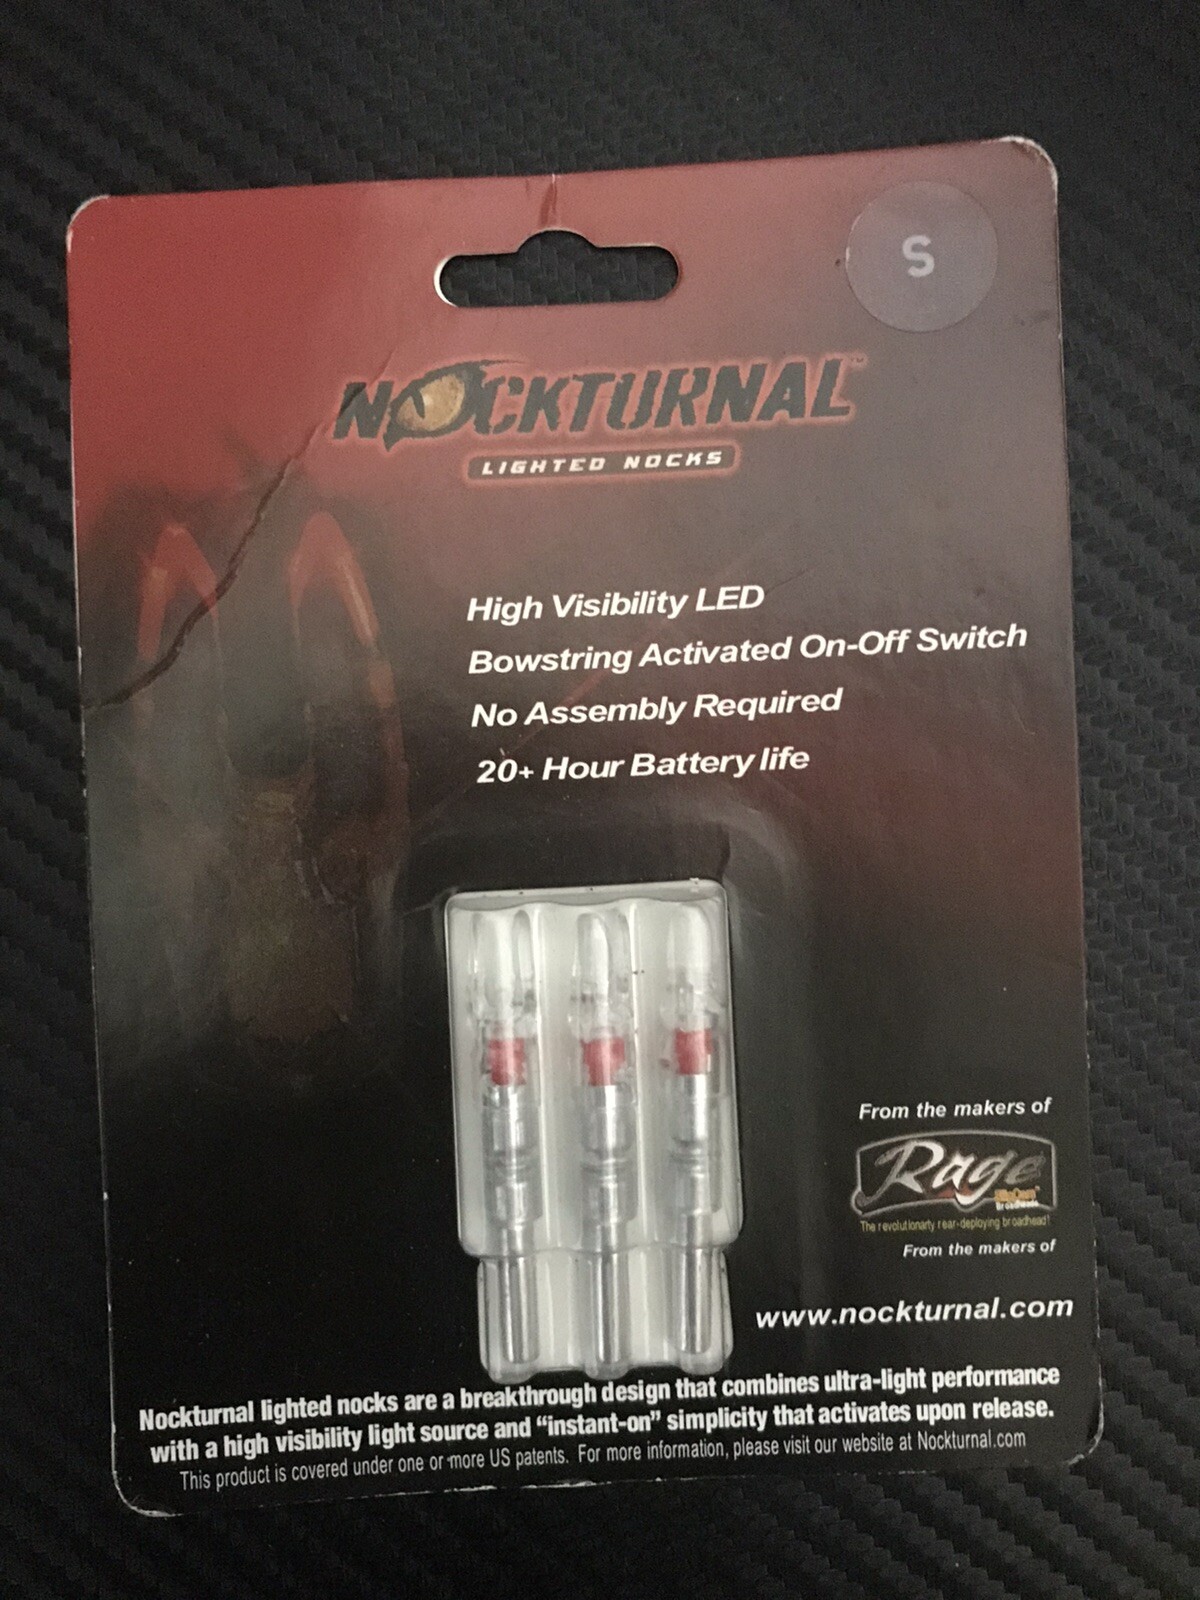 S
NOCKTURNAL™
LIGHTED NOCKS
High Visibility LED
Bowstring Activated On-Off Switch
No Assembly Required
20+ Hour Battery life
From the makers of
Rage
Broadheads
The revolutionarty rear-deploying broadhead!
From the makers of
www.nockturnal.com
Nockturnal lighted nocks are a breakthrough design that combines ultra-light performance
with a high visibility light source and “instant-on” simplicity that activates upon release.
This product is covered under one or more US patents. For more information, please visit our website at Nockturnal.com